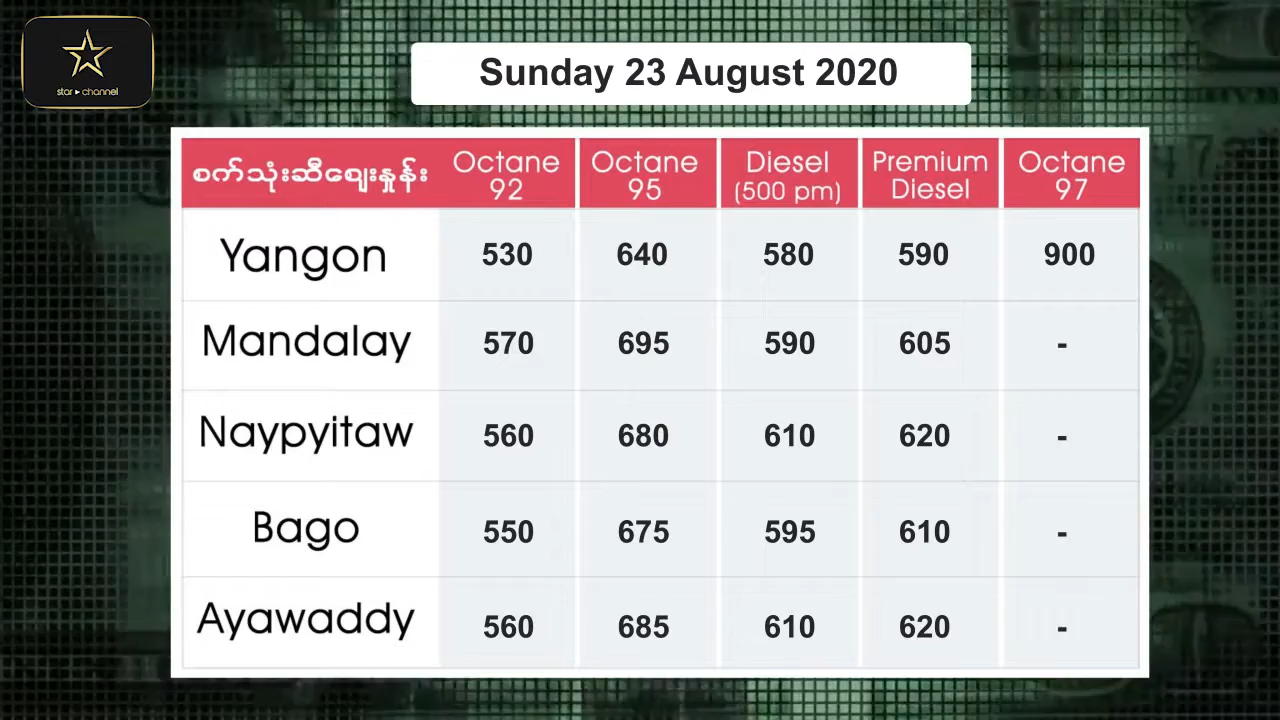 star ▸ channel
Sunday 23 August 2020
စက်သုံးဆီဈေးနှုန်း Octane 92 Octane 95 Diesel (500 pm) Premium Diesel Octane 97
Yangon 530 640 580 590 900
Mandalay 570 695 590 605 -
Naypyitaw 560 680 610 620 -
Bago 550 675 595 610 -
Ayawaddy 560 685 610 620 -